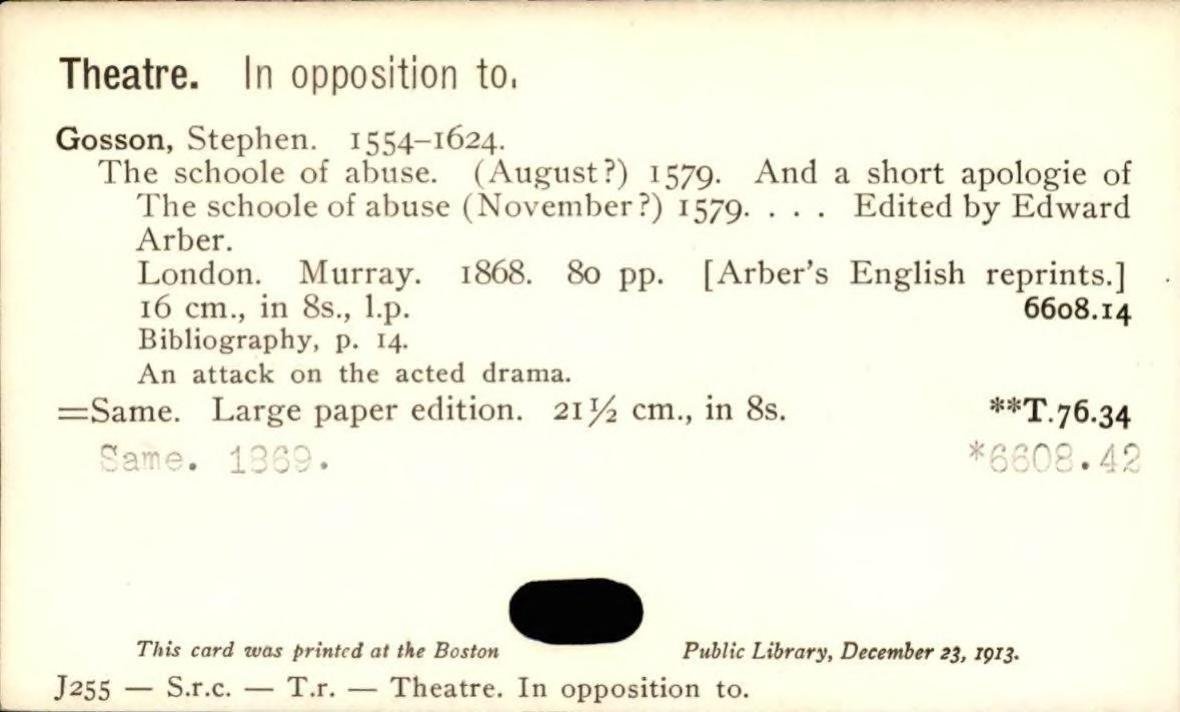 Theatre. In opposition to.
Gosson, Stephen. 1554–1624.
The schoole of abuse. (August?) 1579. And a short apologie of
The schoole of abuse (November?) 1579. . . . Edited by Edward
Arber.
London. Murray. 1868. 80 pp. [Arber's English reprints.]
16 cm., in 8s., l.p. 6608.14
Bibliography, p. 14.
An attack on the acted drama.
=Same. Large paper edition. 21½ cm., in 8s. **T.76.34
Same. 1869. *6608.42
This card was printed at the Boston Public Library, December 23, 1913.
J255 — S.r.c. — T.r. — Theatre. In opposition to.